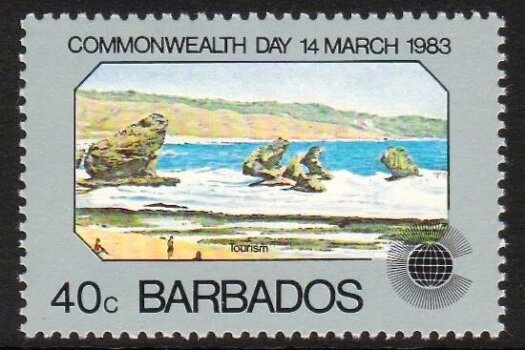 COMMONWEALTH DAY 14 MARCH 1983
Tourism
40c BARBADOS